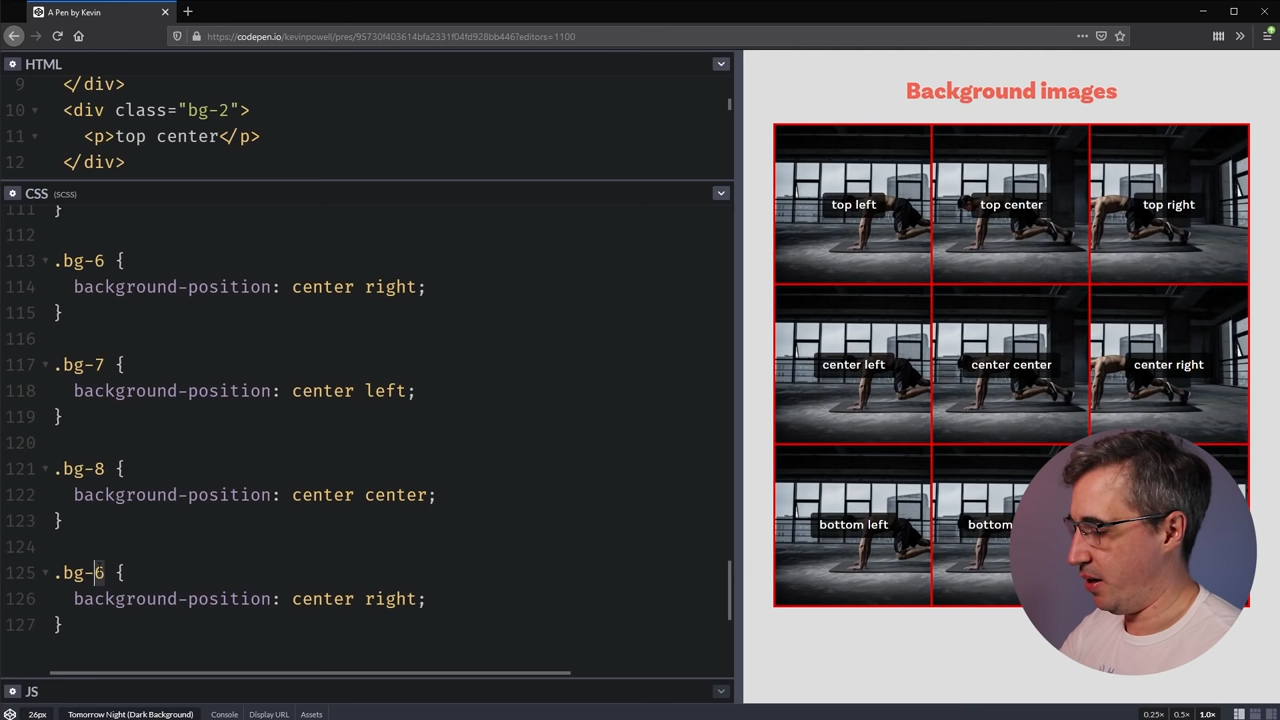 A Pen by Kevin
https://codepen.io/kevinpowell/pres/95730f403614bfa2331f04fd928bb446?editors=1100
HTML
9 </div>
10 <div class="bg-2">
11 <p>top center</p>
12 </div>
CSS (SCSS)
111 }
112
113 .bg-6 {
114 background-position: center right;
115 }
116
117 .bg-7 {
118 background-position: center left;
119 }
120
121 .bg-8 {
122 background-position: center center;
123 }
124
125 .bg-6 {
126 background-position: center right;
127 }
JS
26px Tomorrow Night (Dark Background) Console Display URL Assets
Background images
top left top center top right
center left center center center right
bottom left bottom
0.25× 0.5× 1.0×